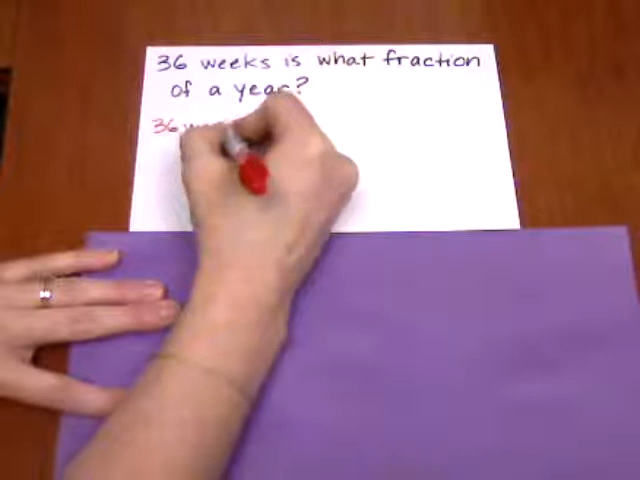 36 weeks is what fraction
of a year?
36